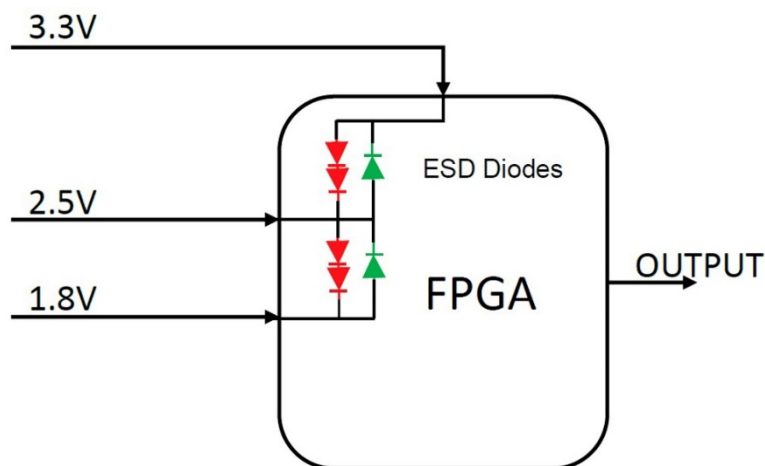 3.3V
ESD Diodes
2.5V
OUTPUT
FPGA
1.8V